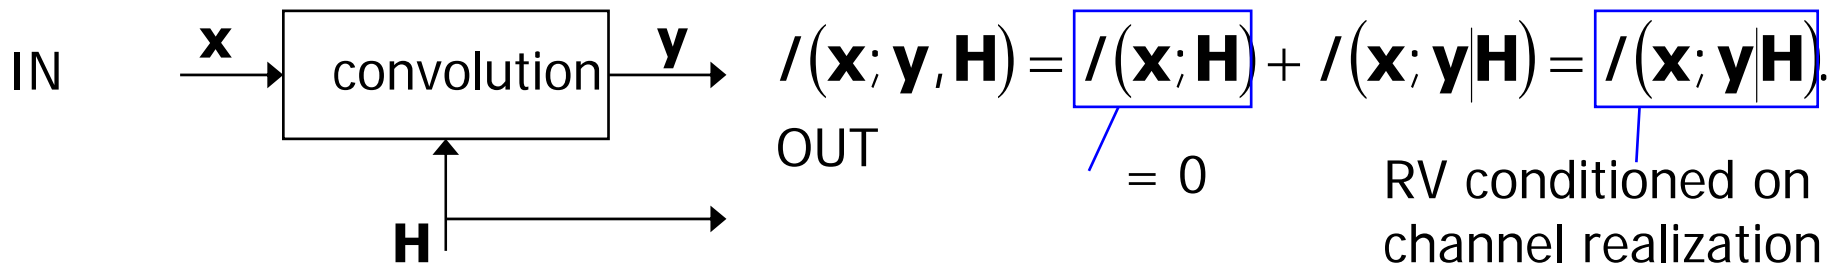 IN
x
convolution
y
H
I(x; y, H) = I(x; H) + I(x; y|H) = I(x; y|H).
OUT
= 0
RV conditioned on
channel realization